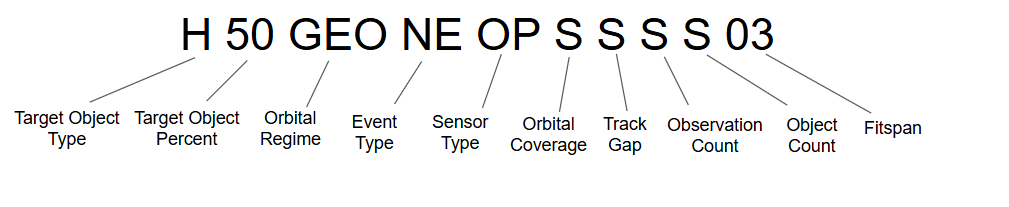 H 50 GEO NE OP S S S S 03
Target Object
Type
Target Object
Percent
Orbital
Regime
Event
Type
Sensor
Type
Orbital
Coverage
Track
Gap
Observation
Count
Object
Count
Fitspan